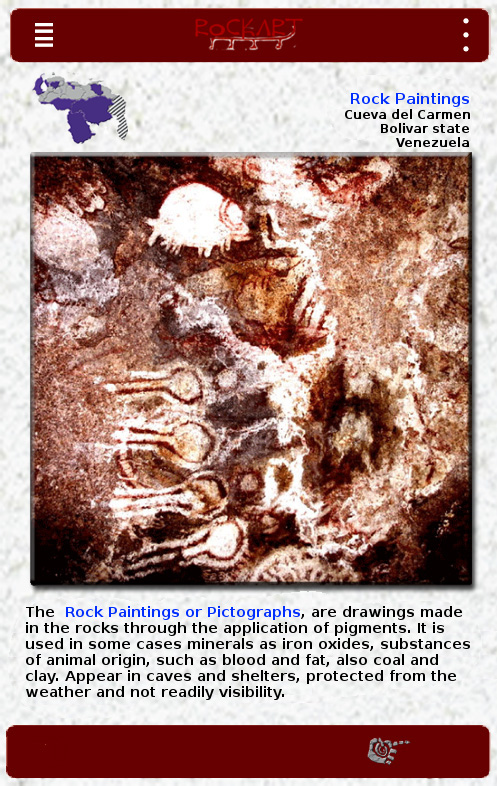 ROCKART
Rock Paintings
Cueva del Carmen
Bolivar state
Venezuela
The Rock Paintings or Pictographs, are drawings made
in the rocks through the application of pigments. It is
used in some cases minerals as iron oxides, substances
of animal origin, such as blood and fat, also coal and
clay. Appear in caves and shelters, protected from the
weather and not readily visibility.